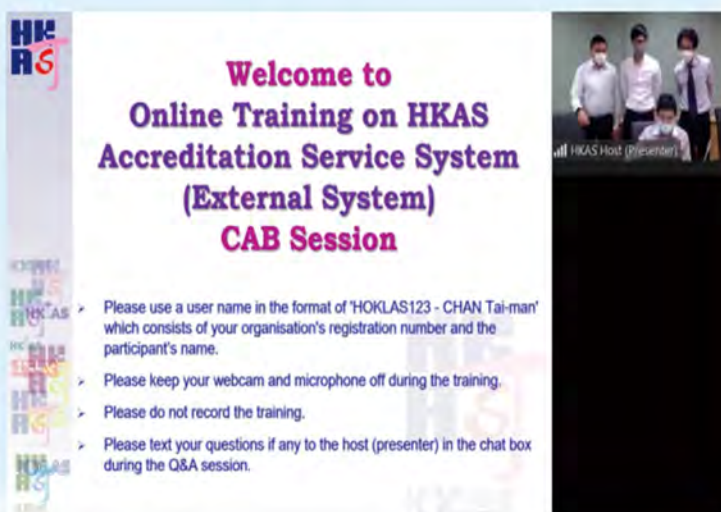 HK
AS
Welcome to
Online Training on HKAS
Accreditation Service System
(External System)
CAB Session
Please use a user name in the format of 'HOKLAS123 - CHAN Tai-man'
which consists of your organisation's registration number and the
participant's name.
Please keep your webcam and microphone off during the training.
Please do not record the training.
Please text your questions if any to the host (presenter) in the chat box
during the Q&A session.
HKAS Host (Presenter)